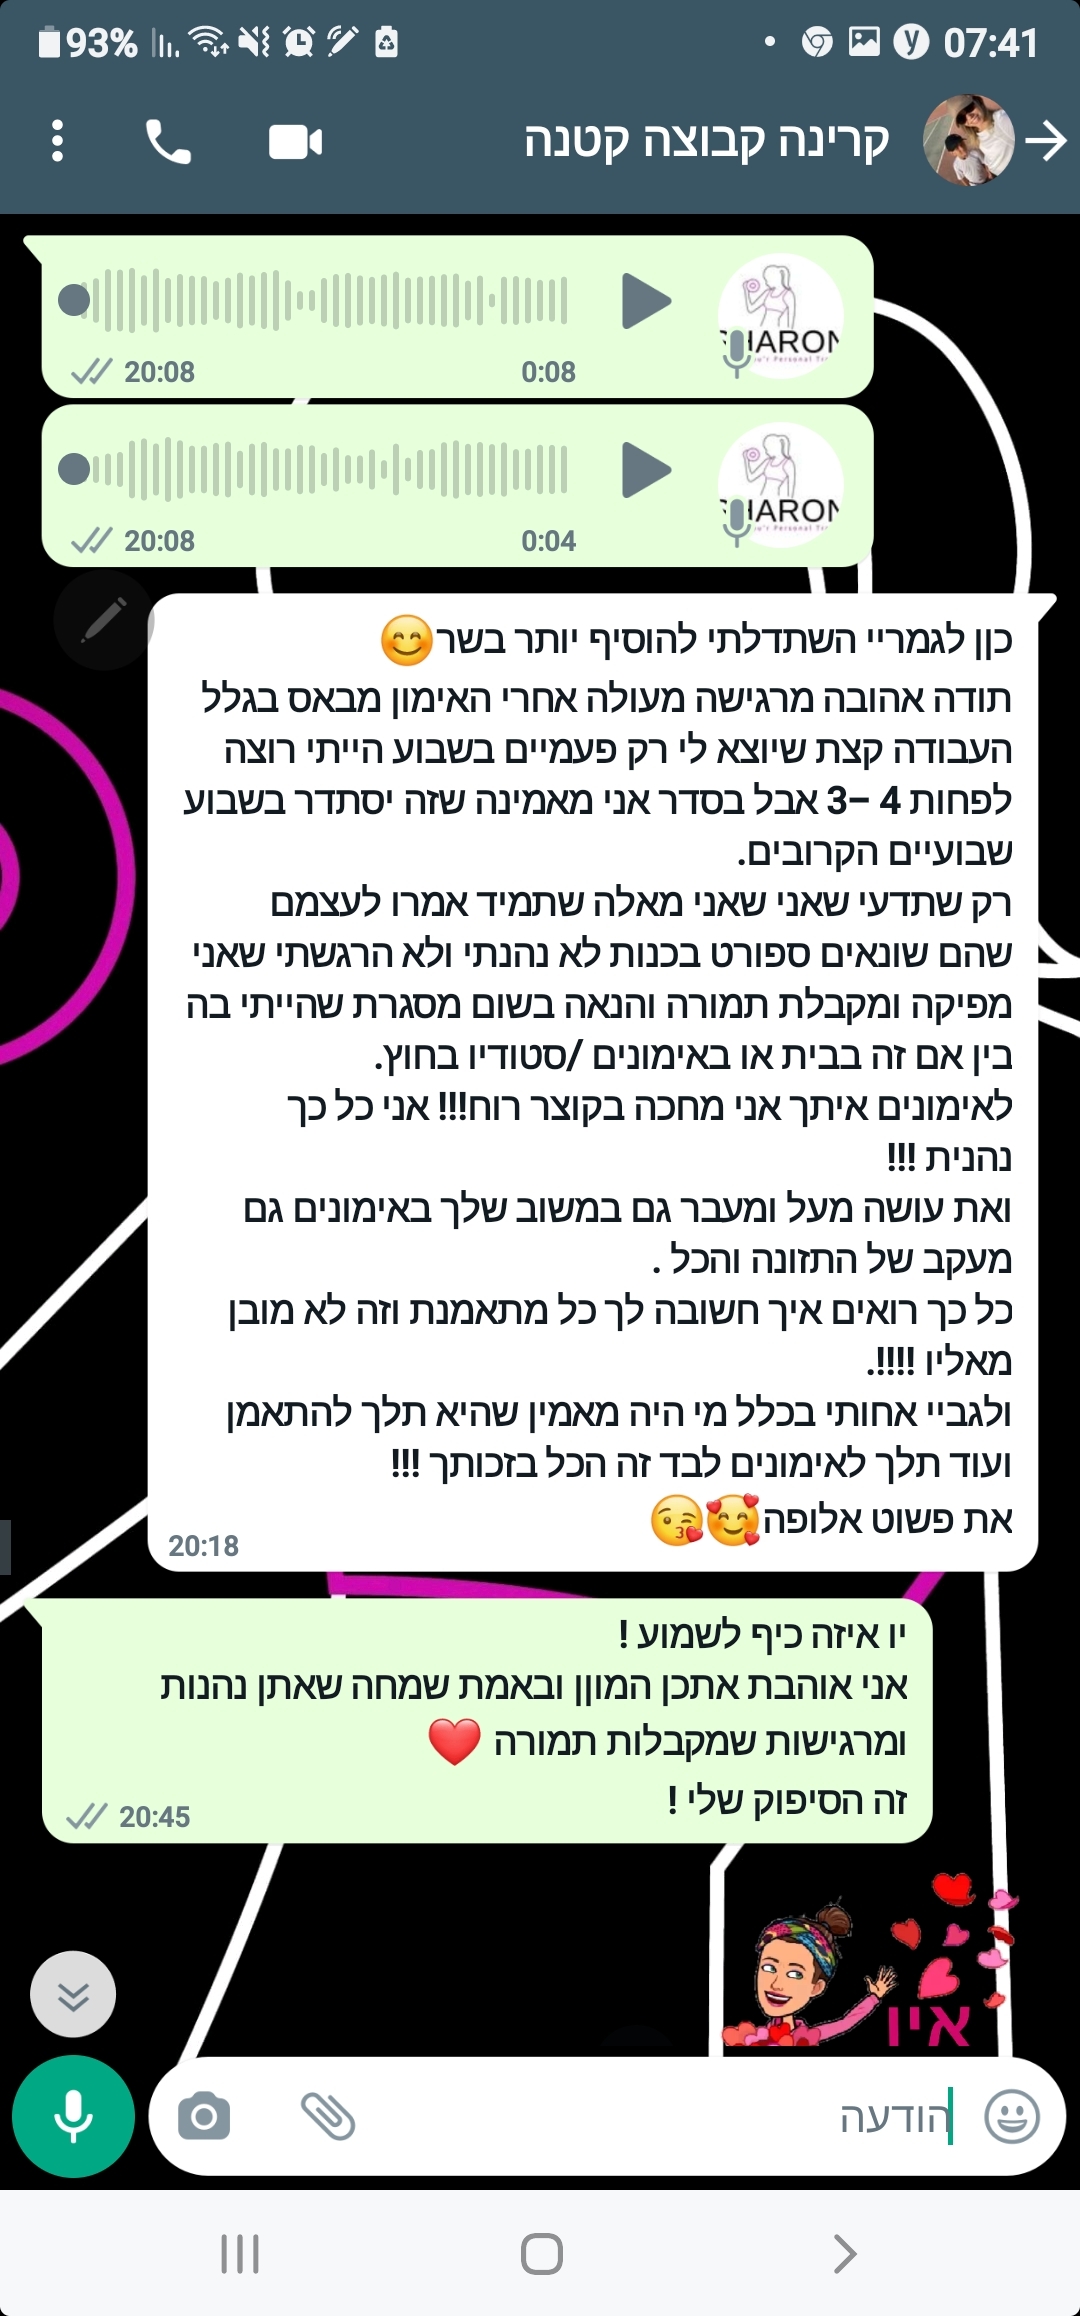 93%
07:41
קרינה קבוצה קטנה
SHARON
0:08
20:08
SHARON
0:04
20:08
כןן לגמריי השתדלתי להוסיף יותר בשר😊
תודה אהובה מרגישה מעולה אחרי האימון מבאס בגלל
העבודה קצת שיוצא לי רק פעמיים בשבוע הייתי רוצה
לפחות 4 –3 אבל בסדר אני מאמינה שזה יסתדר בשבוע
שבועיים הקרובים.
רק שתדעי שאני שאני מאלה שתמיד אמרו לעצמם
שהם שונאים ספורט בכנות לא נהנתי ולא הרגשתי שאני
מפיקה ומקבלת תמורה והנאה בשום מסגרת שהייתי בה
בין אם זה בבית או באימונים /סטודיו בחוץ.
לאימונים איתך אני מחכה בקוצר רוח!!! אני כל כך
נהנית !!!
ואת עושה מעל ומעבר גם במשוב שלך באימונים גם
מעקב של התזונה והכל .
כל כך רואים איך חשובה לך כל מתאמנת וזה לא מובן
מאליו !!!!.
ולגביי אחותי בכלל מי היה מאמין שהיא תלך להתאמן
ועוד תלך לאימונים לבד זה הכל בזכותך !!!
את פשוט אלופה🥰😘
20:18
יו איזה כיף לשמוע !
אני אוהבת אתכן המוןן ובאמת שמחה שאתן נהנות
ומרגישות שמקבלות תמורה ❤️
זה הסיפוק שלי !
20:45
איו
הודעה